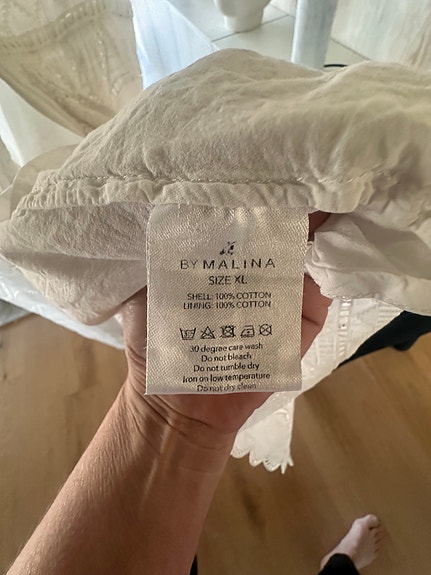 BY MALINA
SIZE XL
SHELL: 100% COTTON
LINING: 100% COTTON
30 degree care wash
Do not bleach
Do not tumble dry
Iron on low temperature
Do not dry clean